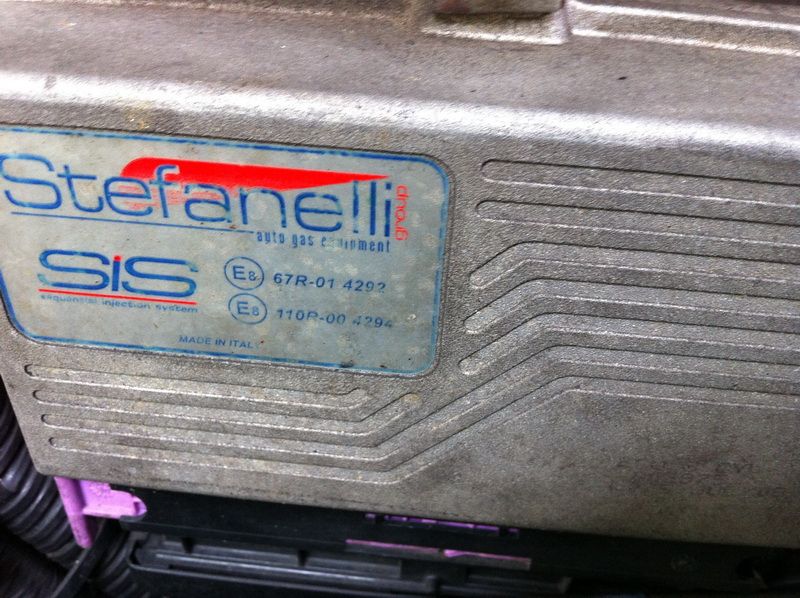 Stefanelli
group
auto gas equipment
SiS
sequential injection system
E8 67R-01 4292
E8 110R-00 4294
MADE IN ITALY